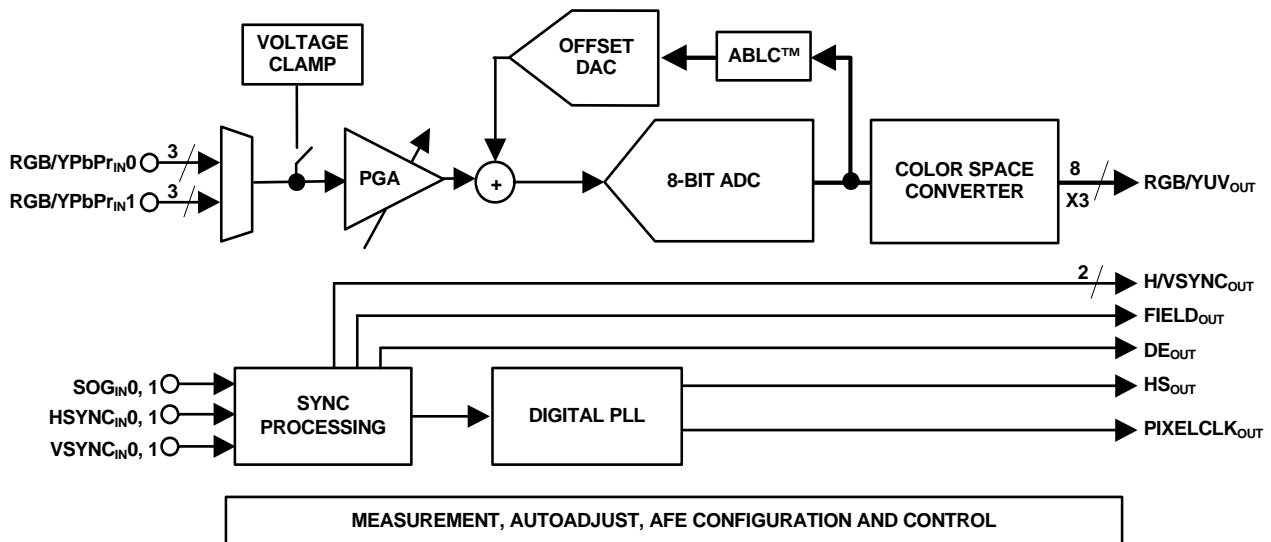 VOLTAGE
CLAMP
OFFSET
DAC
ABLC™
RGB/YPbPrIN0
3
RGB/YPbPrIN1
3
PGA
+
8-BIT ADC
COLOR SPACE
CONVERTER
8
X3
RGB/YUVOUT
2
H/VSYNCOUT
FIELDOUT
DEOUT
SOGIN0, 1
HSYNCIN0, 1
VSYNCIN0, 1
SYNC
PROCESSING
DIGITAL PLL
HSOUT
PIXELCLKOUT
MEASUREMENT, AUTOADJUST, AFE CONFIGURATION AND CONTROL